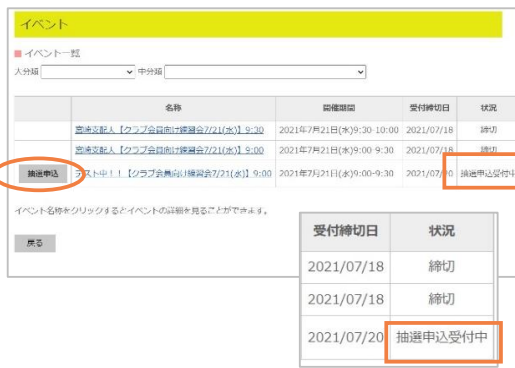 イベント
イベント一覧
大分類 中分類
名称 開催期間 受付締切日 状況
宮崎支配人【クラブ会員向け練習会7/21(水)】9:30 2021年7月21日(水)9:30-10:00 2021/07/18 締切
宮崎支配人【クラブ会員向け練習会7/21(水)】9:00 2021年7月21日(水)9:00-9:30 2021/07/18 締切
抽選申込 テスト中!!【クラブ会員向け練習会7/21(水)】9:00 2021年7月21日(水)9:00-9:30 2021/07/20 抽選申込受付中
イベント名称をクリックするとイベントの詳細を見ることができます。
戻る
受付締切日 状況
2021/07/18 締切
2021/07/18 締切
2021/07/20 抽選申込受付中